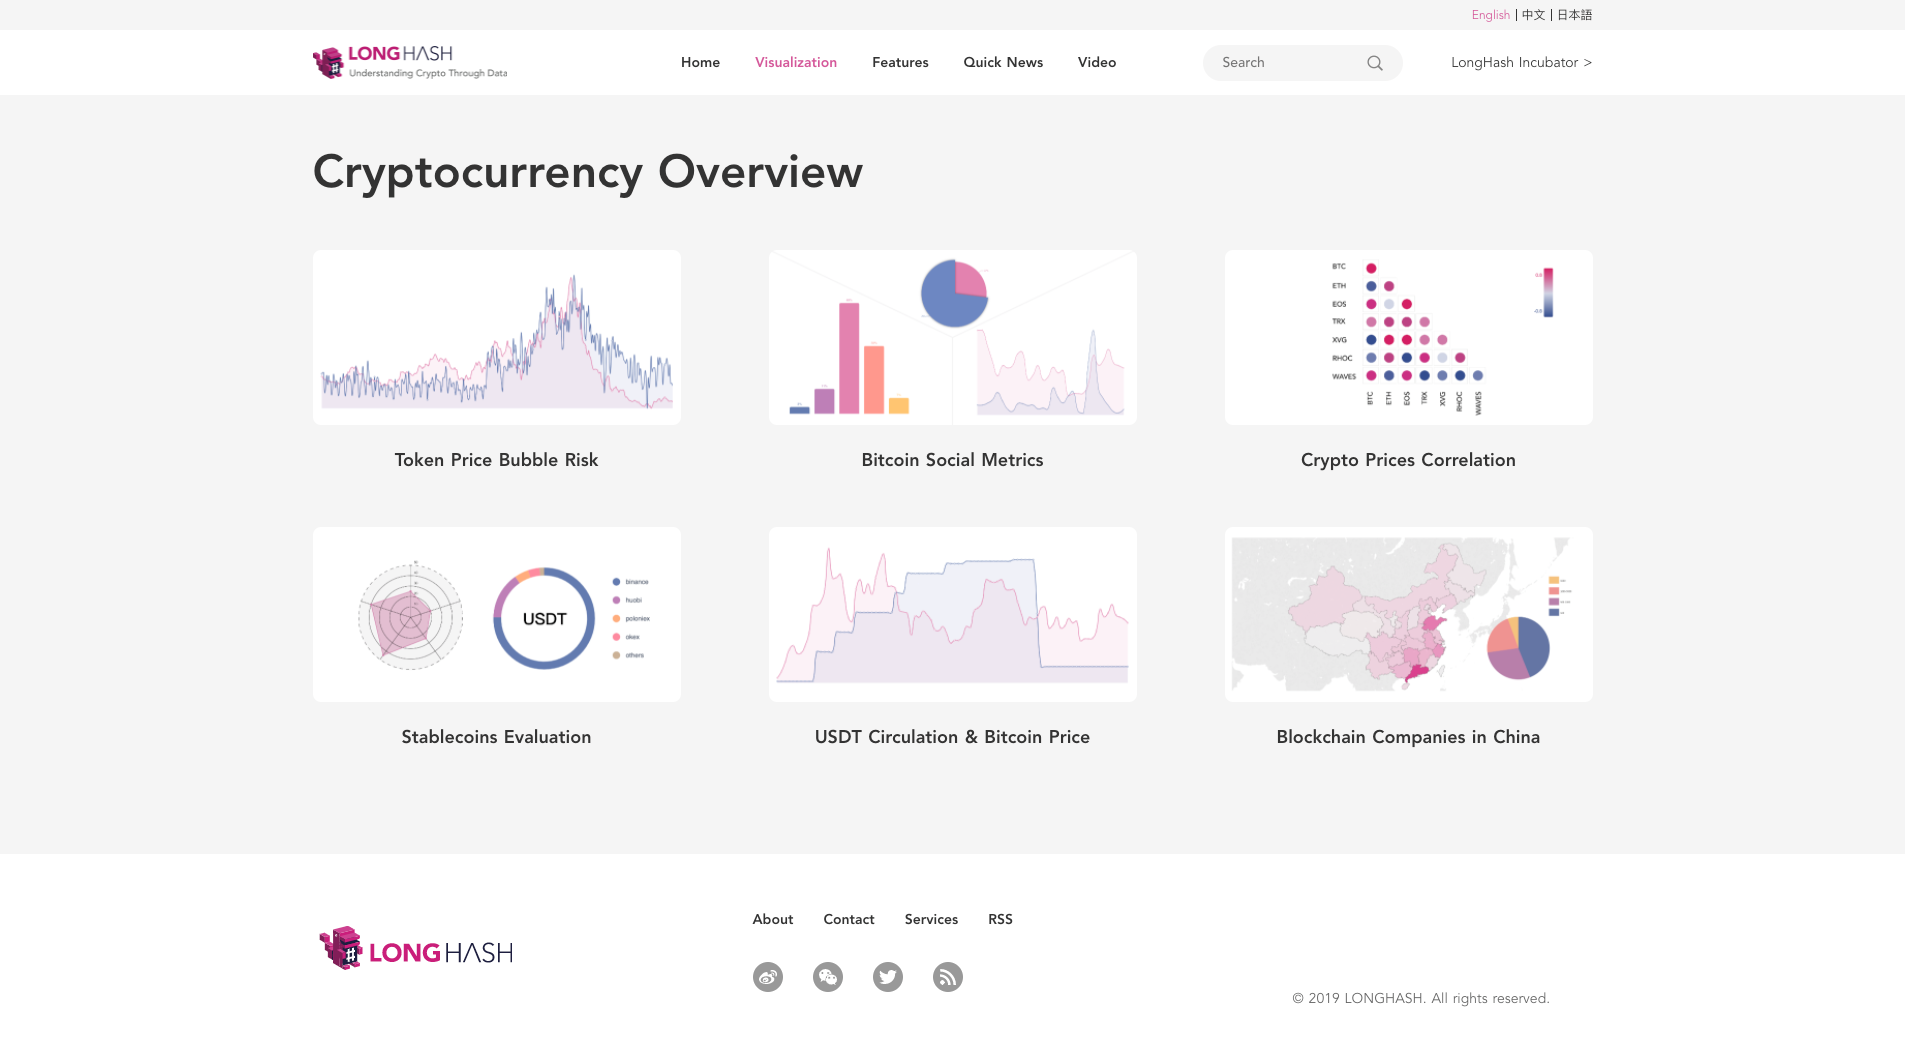 English | 中文 | 日本語
LONGHASH
Understanding Crypto Through Data
Home Visualization Features Quick News Video
Search
LongHash Incubator >
Cryptocurrency Overview
BTC
ETH
EOS
TRX
XVG
RHOC
WAVES
BTC ETH EOS TRX XVG RHOC WAVES
Token Price Bubble Risk
Bitcoin Social Metrics
Crypto Prices Correlation
USDT
binance
huobi
poloniex
okex
others
Stablecoins Evaluation
USDT Circulation & Bitcoin Price
Blockchain Companies in China
About Contact Services RSS
LONGHASH
© 2019 LONGHASH. All rights reserved.